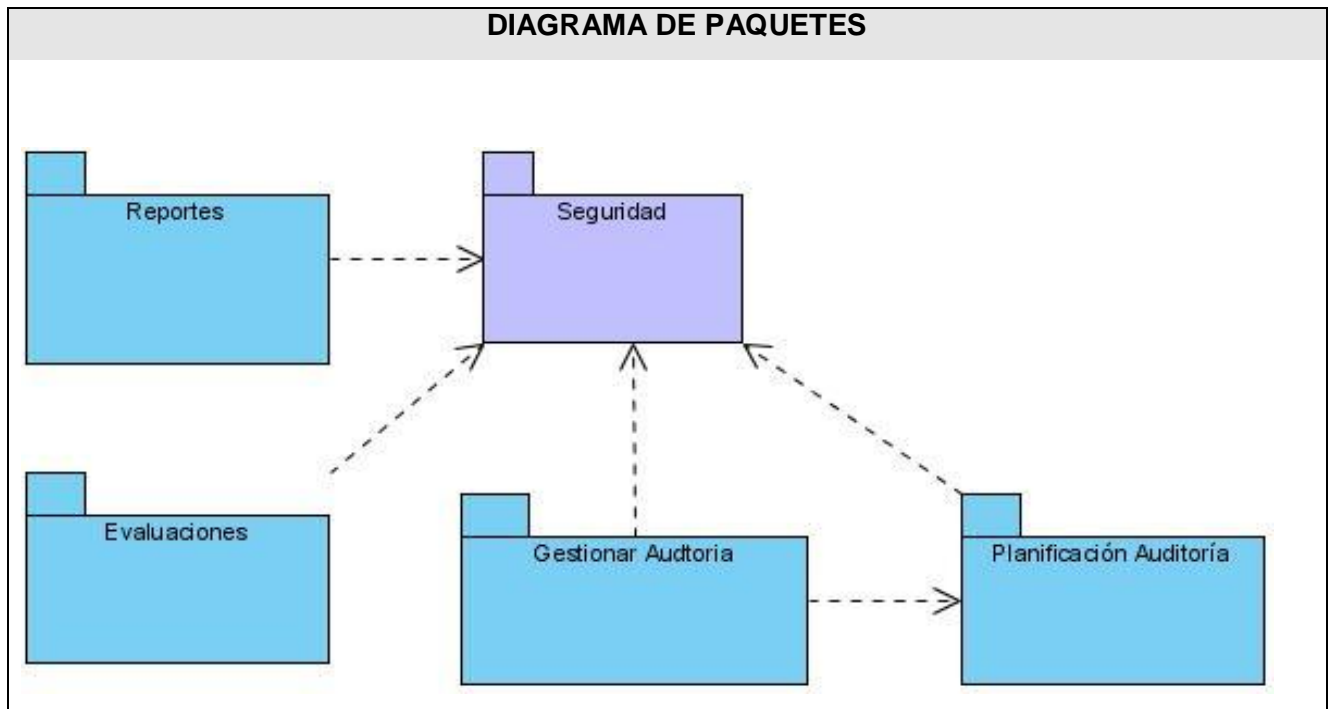 DIAGRAMA DE PAQUETES
Reportes
Seguridad
Evaluaciones
Gestionar Audtoria
Planificación Auditoría